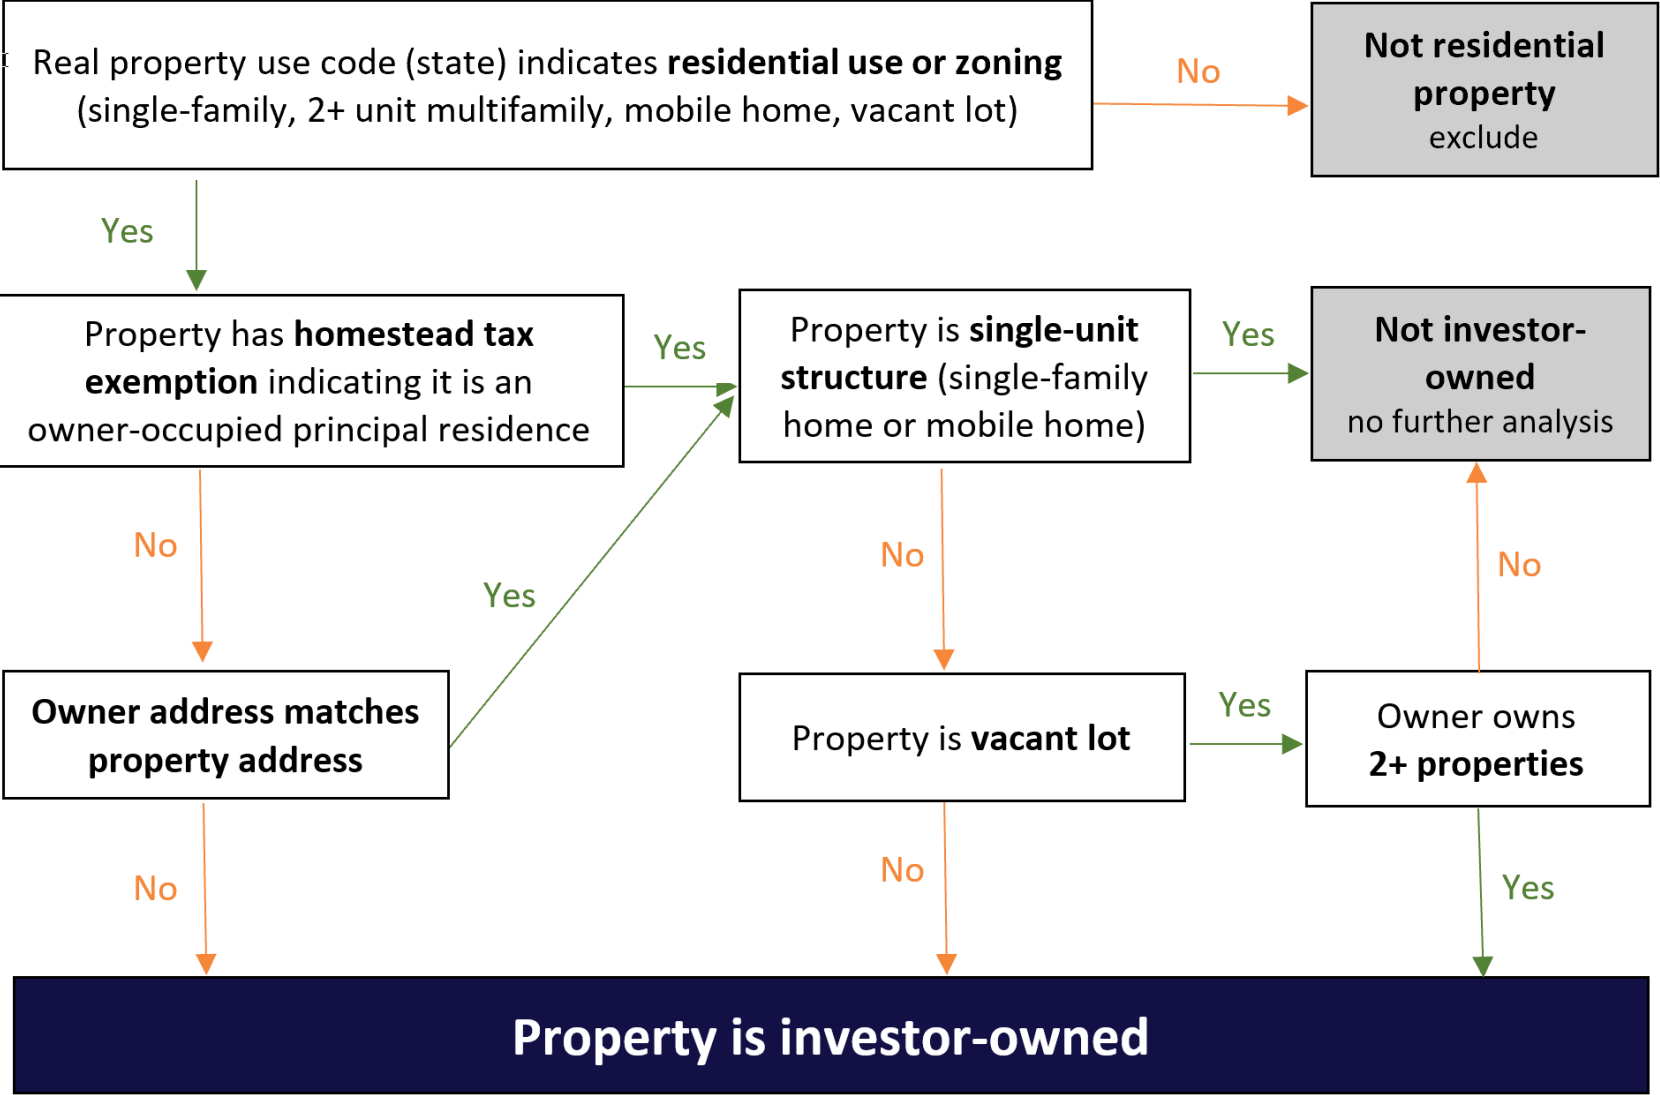 Real property use code (state) indicates residential use or zoning
(single-family, 2+ unit multifamily, mobile home, vacant lot)
No
Not residential
property
exclude
Yes
Property has homestead tax
exemption indicating it is an
owner-occupied principal residence
Yes
Property is single-unit
structure (single-family
home or mobile home)
Yes
Not investor-
owned
no further analysis
No
Yes
No
No
Owner address matches
property address
Property is vacant lot
Yes
Owner owns
2+ properties
No
No
Yes
Property is investor-owned